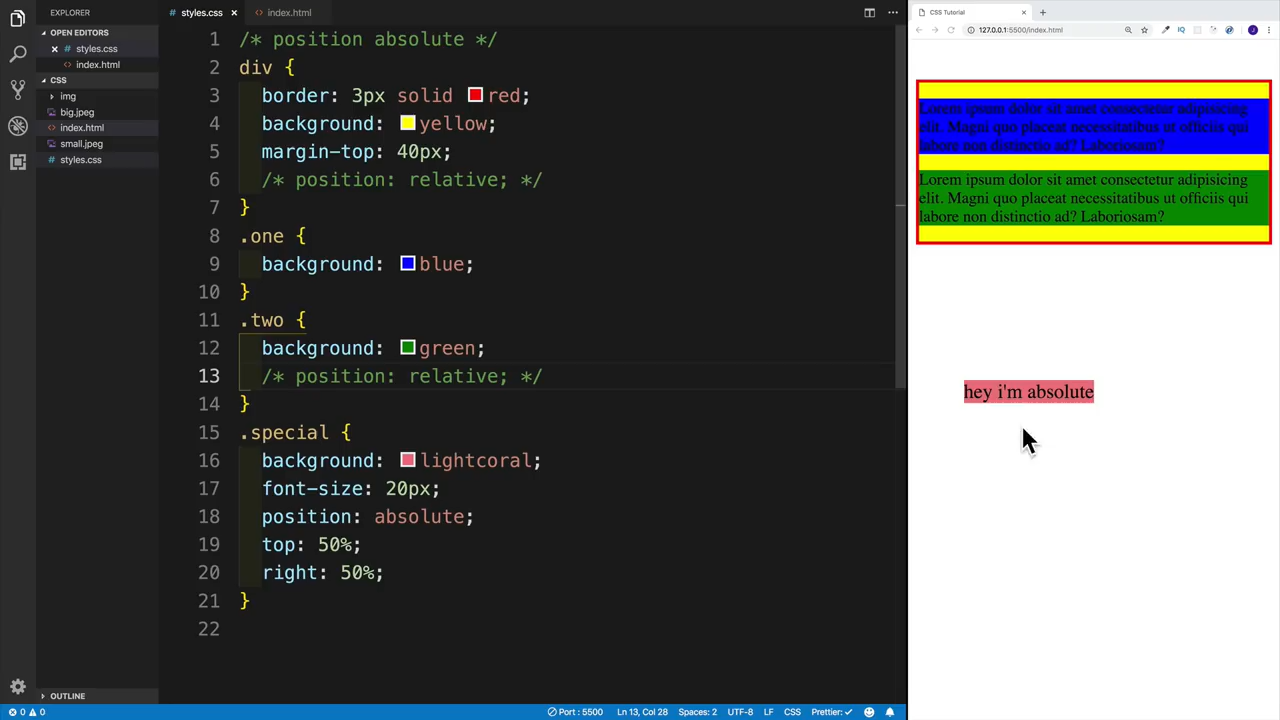 EXPLORER
OPEN EDITORS
# styles.css
index.html
CSS
img
big.jpeg
index.html
small.jpeg
styles.css
OUTLINE
styles.css
index.html
1 /* position absolute */
2 div {
3 border: 3px solid red;
4 background: yellow;
5 margin-top: 40px;
6 /* position: relative; */
7 }
8 .one {
9 background: blue;
10 }
11 .two {
12 background: green;
13 /* position: relative; */
14 }
15 .special {
16 background: lightcoral;
17 font-size: 20px;
18 position: absolute;
19 top: 50%;
20 right: 50%;
21 }
22
0 0
Port : 5500 Ln 13, Col 28 Spaces: 2 UTF-8 LF CSS Prettier:
CSS Tutorial
127.0.0.1:5500/index.html
IQ
J
Lorem ipsum dolor sit amet consectetur adipisicing
elit. Magni quo placeat necessitatibus ut officiis qui
labore non distinctio ad? Laboriosam?
Lorem ipsum dolor sit amet consectetur adipisicing
elit. Magni quo placeat necessitatibus ut officiis qui
labore non distinctio ad? Laboriosam?
hey i'm absolute